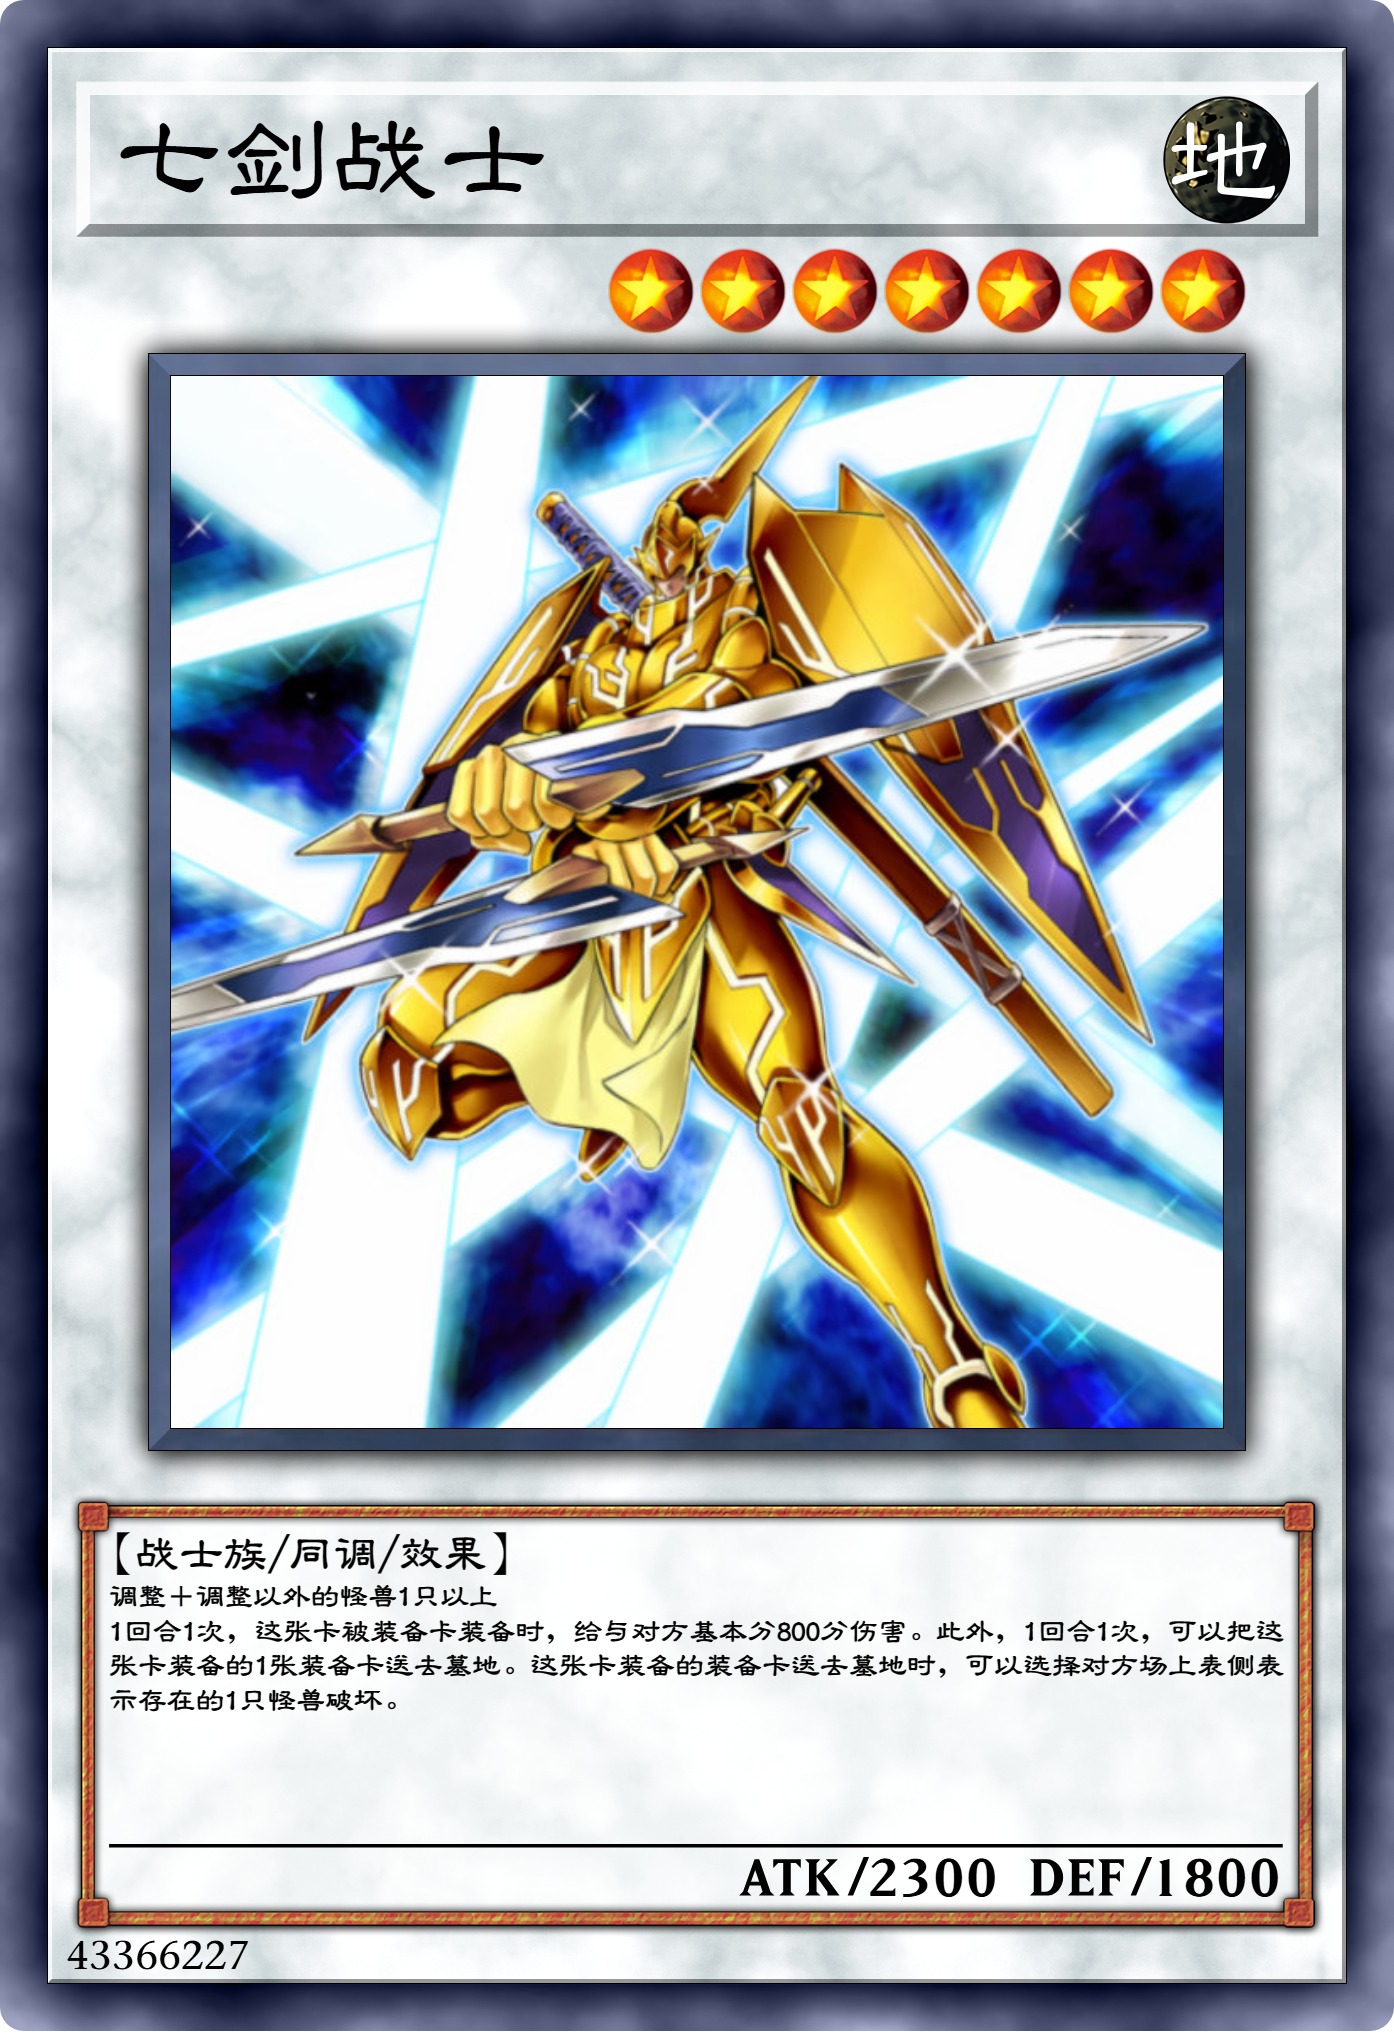 七剑战士
地
【战士族/同调/效果】
调整＋调整以外的怪兽1只以上
1回合1次，这张卡被装备卡装备时，给与对方基本分800分伤害。此外，1回合1次，可以把这
张卡装备的1张装备卡送去墓地。这张卡装备的装备卡送去墓地时，可以选择对方场上表侧表
示存在的1只怪兽破坏。
ATK/2300 DEF/1800
43366227